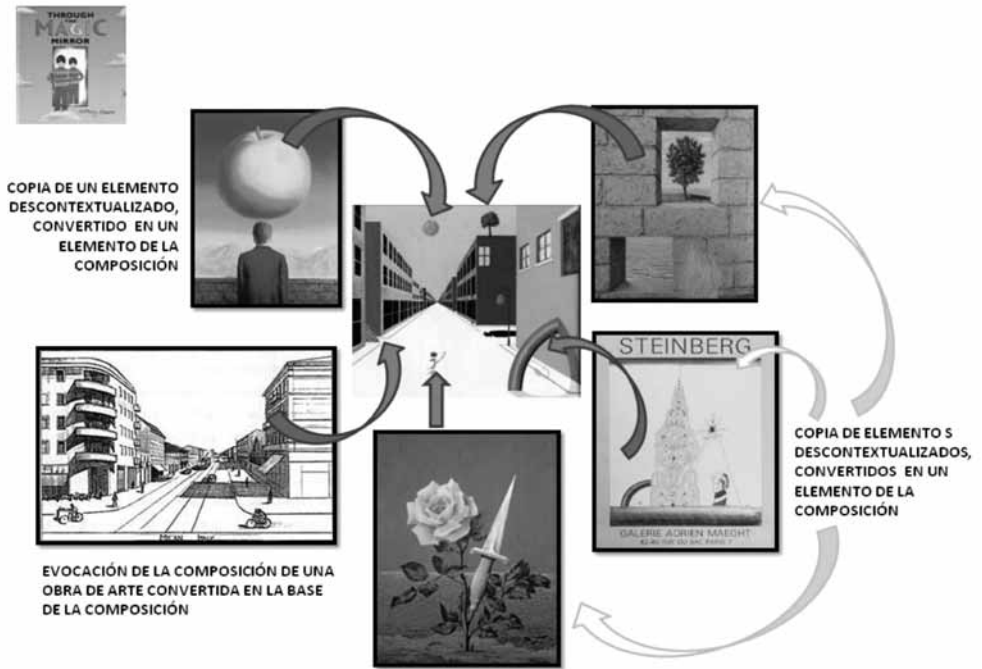 THROUGH
THE
MAGIC
MIRROR
COPIA DE UN ELEMENTO
DESCONTEXTUALIZADO,
CONVERTIDO EN UN
ELEMENTO DE LA
COMPOSICIÓN
STEINBERG
GALERIE ADRIEN MAEGHT
COPIA DE ELEMENTO S
DESCONTEXTUALIZADOS,
CONVERTIDOS EN UN
ELEMENTO DE LA
COMPOSICIÓN
EVOCACIÓN DE LA COMPOSICIÓN DE UNA
OBRA DE ARTE CONVERTIDA EN LA BASE
DE LA COMPOSICIÓN